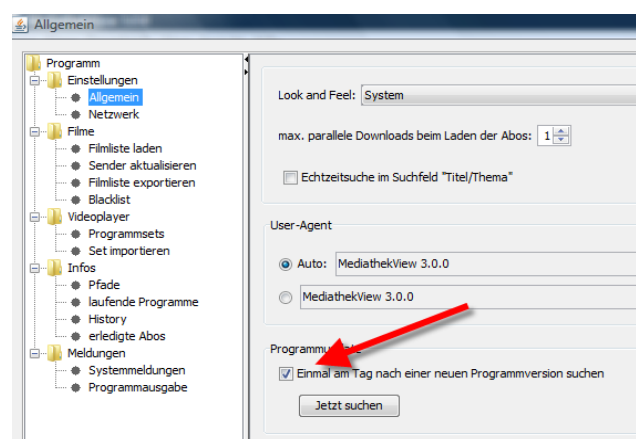 Allgemein
Programm
Einstellungen
Allgemein
Netzwerk
Filme
Filmliste laden
Sender aktualisieren
Filmliste exportieren
Blacklist
Videoplayer
Programmsets
Set importieren
Infos
Pfade
laufende Programme
History
erledigte Abos
Meldungen
Systemmeldungen
Programmausgabe
Look and Feel: System
max. parallele Downloads beim Laden der Abos: 1
Echtzeitsuche im Suchfeld "Titel/Thema"
User-Agent
Auto: MediathekView 3.0.0
MediathekView 3.0.0
Einmal am Tag nach einer neuen Programmversion suchen
Jetzt suchen